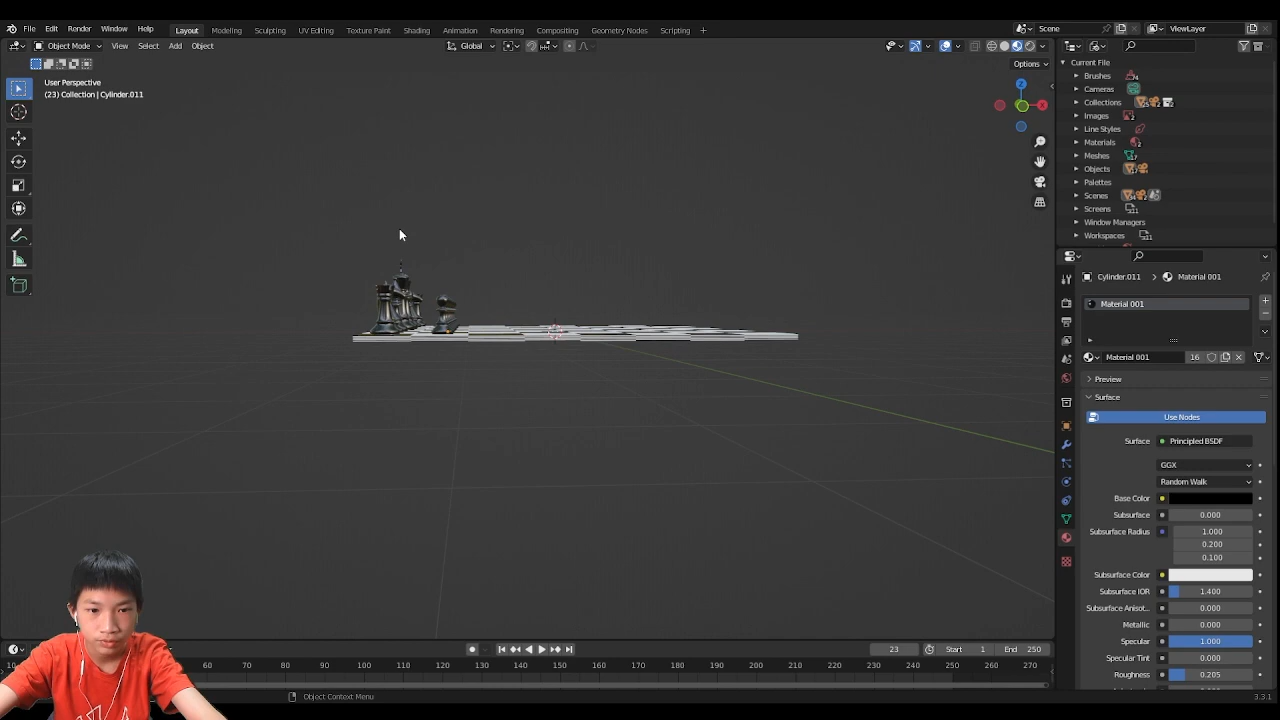 File Edit Render Window Help Layout Modeling Sculpting UV Editing Texture Paint Shading Animation Rendering Compositing Geometry Nodes Scripting + Scene ViewLayer
Object Mode View Select Add Object Global
Options
User Perspective
(23) Collection | Cylinder.011
Z
X
Current File
Brushes
Cameras
Collections
Images
Line Styles
Materials
Meshes
Objects
Palettes
Scenes
Screens
Window Managers
Workspaces
Cylinder.011 > Material 001
Material 001
Material 001 16
Preview
Surface
Use Nodes
Surface Principled BSDF
GGX
Random Walk
Base Color
Subsurface 0.000
Subsurface Radius 1.000
0.200
0.100
Subsurface Color
Subsurface IOR 1.400
Subsurface Anisot... 0.000
Metallic 0.000
Specular 1.000
Specular Tint 0.000
Roughness 0.205
23 Start 1 End 250
60 70 80 90 100 110 120 130 140 150 160 170 180 190 200 210 220 230 240 250 260 270
Object Context Menu
3.3.1